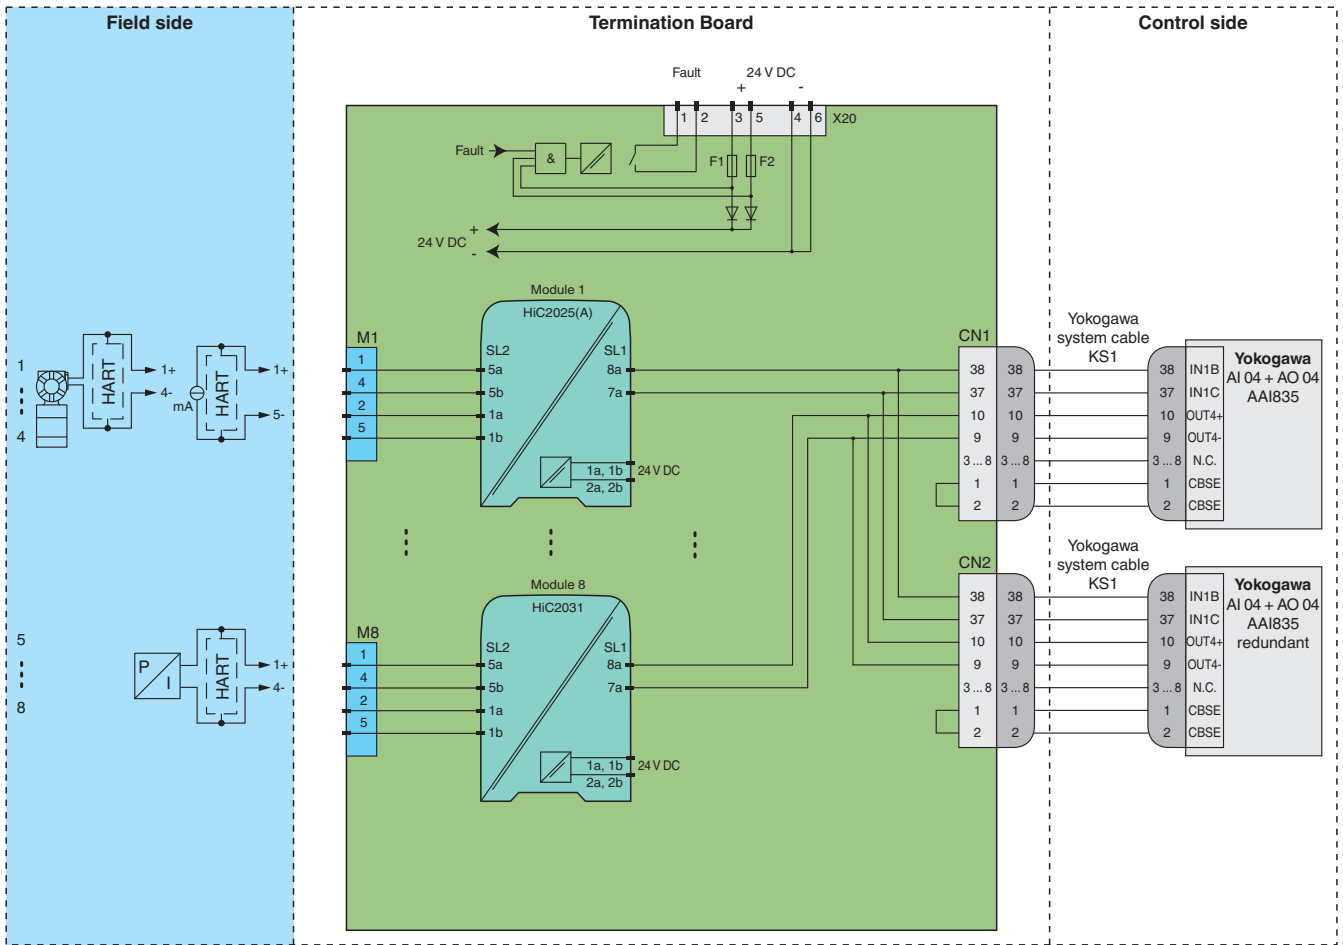 Field side
Termination Board
Control side
Fault
24 V DC
+
-
1
2
3
5
4
6
X20
Fault
&
F1
F2
+
24 V DC
-
Module 1
HiC2025(A)
M1
1
4
2
5
SL2
5a
5b
1a
1b
SL1
8a
7a
1a, 1b
2a, 2b
24 V DC
1
4
HART
1+
4-
mA
HART
1+
5-
CN1
38 38
37 37
10 10
9 9
3 ... 8 3 ... 8
1 1
2 2
Yokogawa
system cable
KS1
38 IN1B
37 IN1C
10 OUT4+
9 OUT4-
3 ... 8 N.C.
1 CBSE
2 CBSE
Yokogawa
AI 04 + AO 04
AAI835
Module 8
HiC2031
M8
1
4
2
5
SL2
5a
5b
1a
1b
SL1
8a
7a
1a, 1b
2a, 2b
24 V DC
5
8
P
I
HART
1+
4-
CN2
38 38
37 37
10 10
9 9
3 ... 8 3 ... 8
1 1
2 2
Yokogawa
system cable
KS1
38 IN1B
37 IN1C
10 OUT4+
9 OUT4-
3 ... 8 N.C.
1 CBSE
2 CBSE
Yokogawa
AI 04 + AO 04
AAI835
redundant